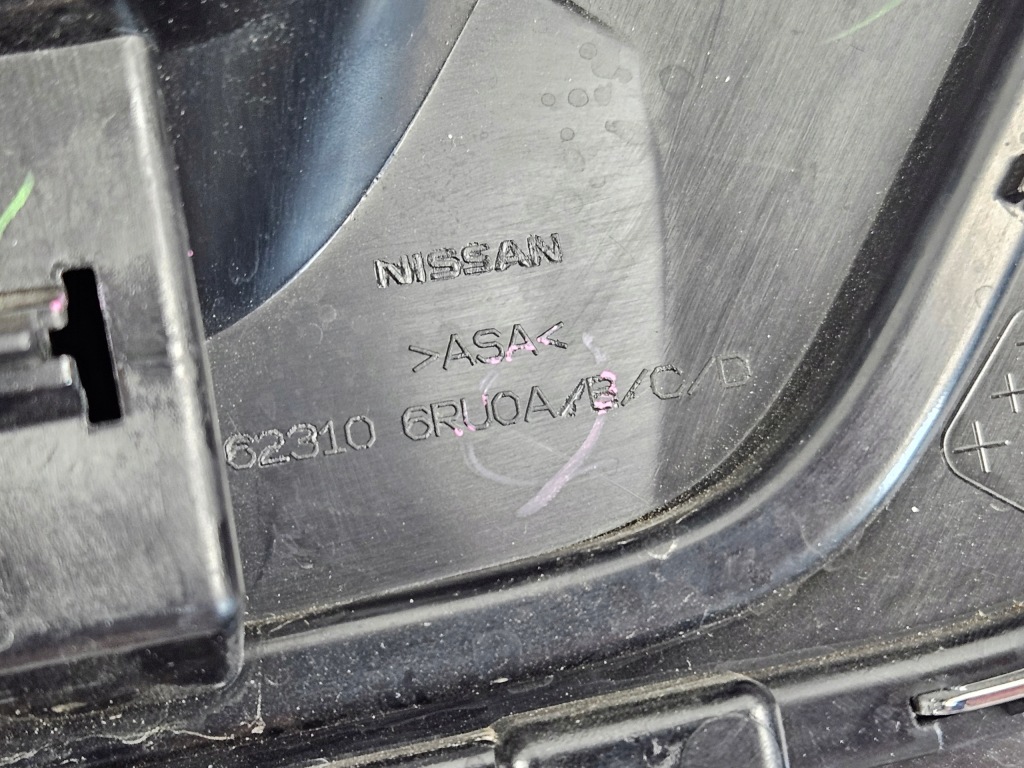 NISSAN
>ASA<
62310 6RU0A/B/C/D